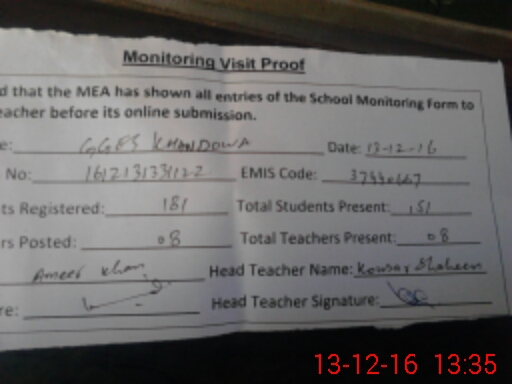 Monitoring Visit Proof
d that the MEA has shown all entries of the School Monitoring Form to
eacher before its online submission.
e: GGES KHANDOWA Date: 13-12-16
No: EMIS Code:
ts Registered: 181 Total Students Present: 181
rs Posted: 08 Total Teachers Present: 08
Ameer Khan Head Teacher Name: Kousar Shaheen
re: Head Teacher Signature:
13-12-16 13:35